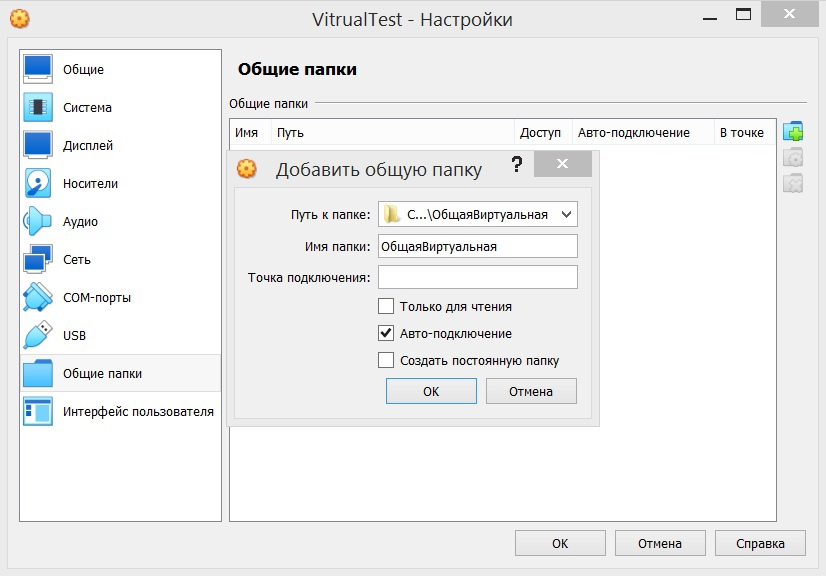 VitrualTest - Настройки
Общие
Система
Дисплей
Носители
Аудио
Сеть
COM-порты
USB
Общие папки
Интерфейс пользователя
Общие папки
Общие папки
Имя Путь Доступ Авто-подключение В точке
Добавить общую папку ?
Путь к папке: C...\ОбщаяВиртуальная
Имя папки: ОбщаяВиртуальная
Точка подключения:
Только для чтения
Авто-подключение
Создать постоянную папку
OK Отмена
OK Отмена Справка